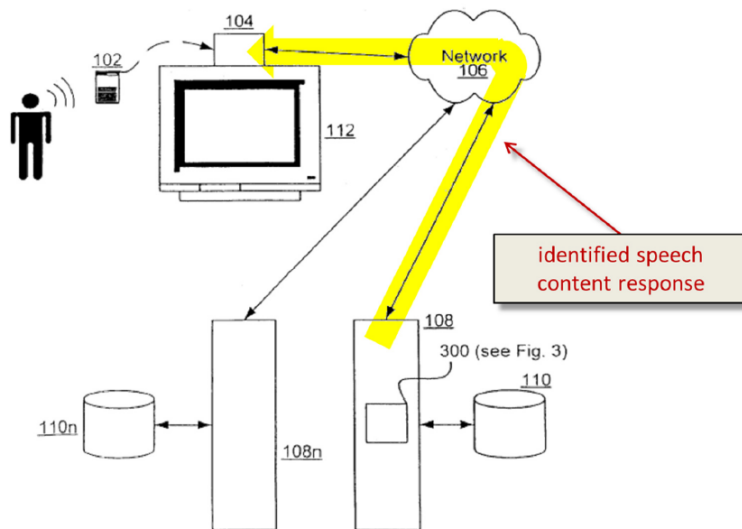 104
102
Network
106
112
identified speech
content response
108
300 (see Fig. 3)
110
110n
108n